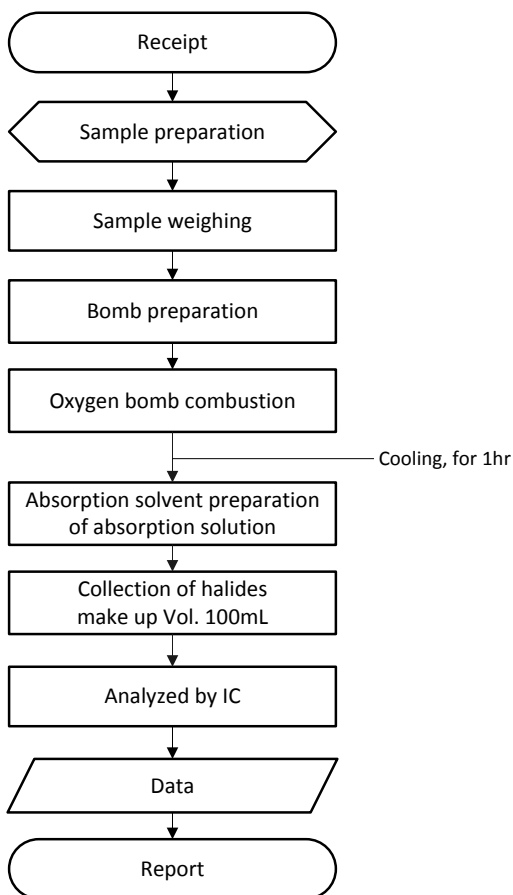 Receipt
Sample preparation
Sample weighing
Bomb preparation
Oxygen bomb combustion
Cooling, for 1hr
Absorption solvent preparation
of absorption solution
Collection of halides
make up Vol. 100mL
Analyzed by IC
Data
Report